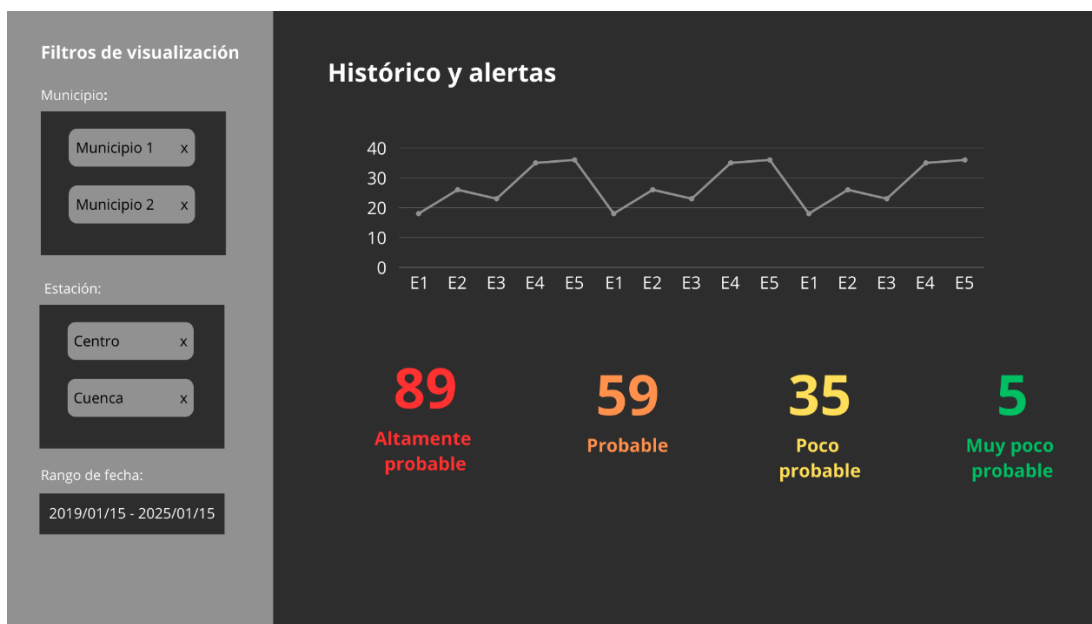 Filtros de visualización
Municipio:
Municipio 1 x
Municipio 2 x
Estación:
Centro x
Cuenca x
Rango de fecha:
2019/01/15 - 2025/01/15
Histórico y alertas
40
30
20
10
0
E1 E2 E3 E4 E5 E1 E2 E3 E4 E5 E1 E2 E3 E4 E5
89
Altamente
probable
59
Probable
35
Poco
probable
5
Muy poco
probable